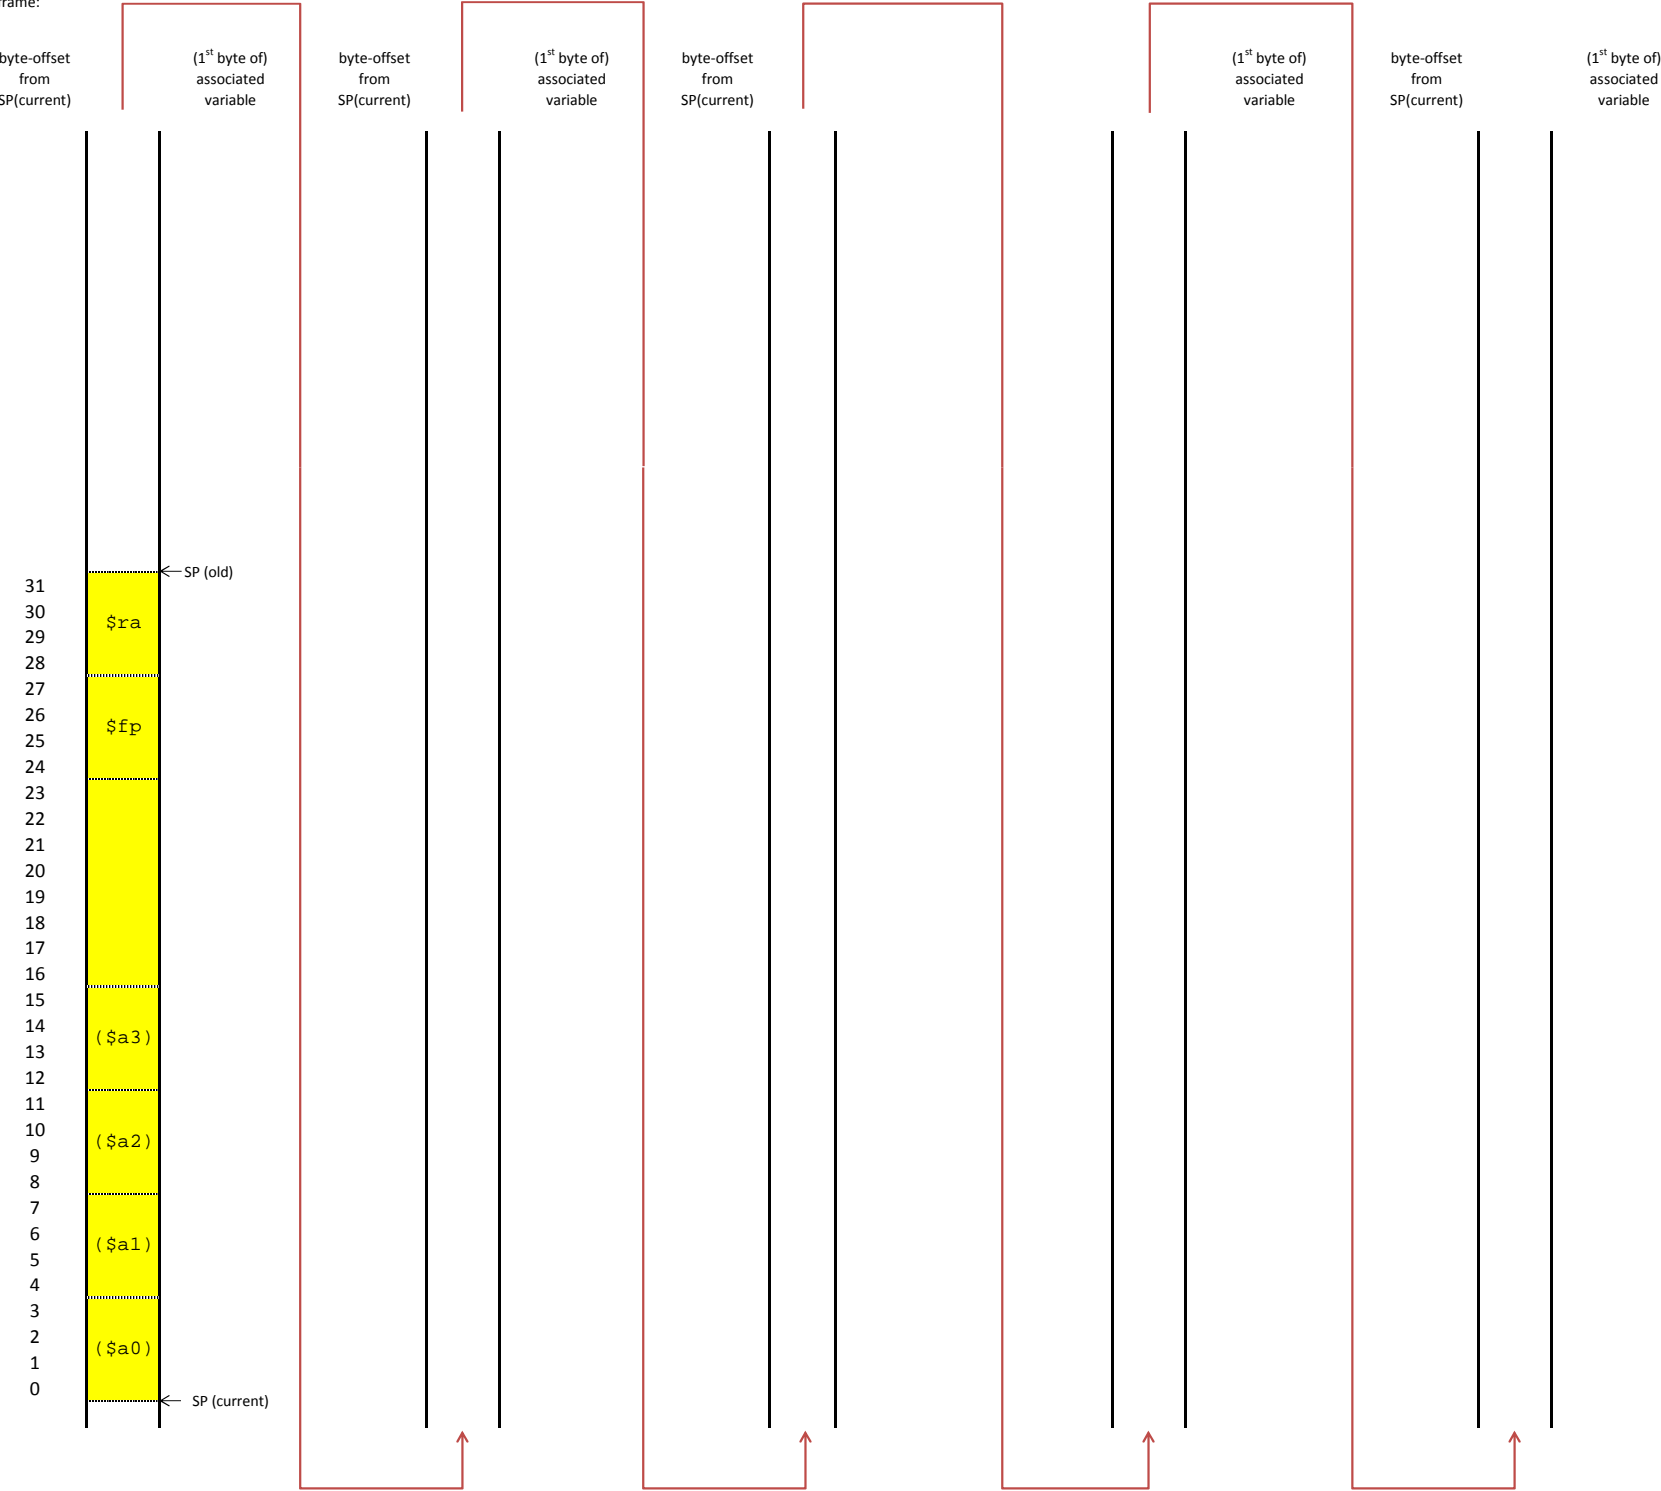 frame:
byte-offset
from
SP(current)
(1st byte of)
associated
variable
byte-offset
from
SP(current)
(1st byte of)
associated
variable
byte-offset
from
SP(current)
(1st byte of)
associated
variable
byte-offset
from
SP(current)
(1st byte of)
associated
variable
SP (old)
31
30
$ra
29
28
27
26
$fp
25
24
23
22
21
20
19
18
17
16
15
14
($a3)
13
12
11
10
($a2)
9
8
7
6
($a1)
5
4
3
2
($a0)
1
0
SP (current)